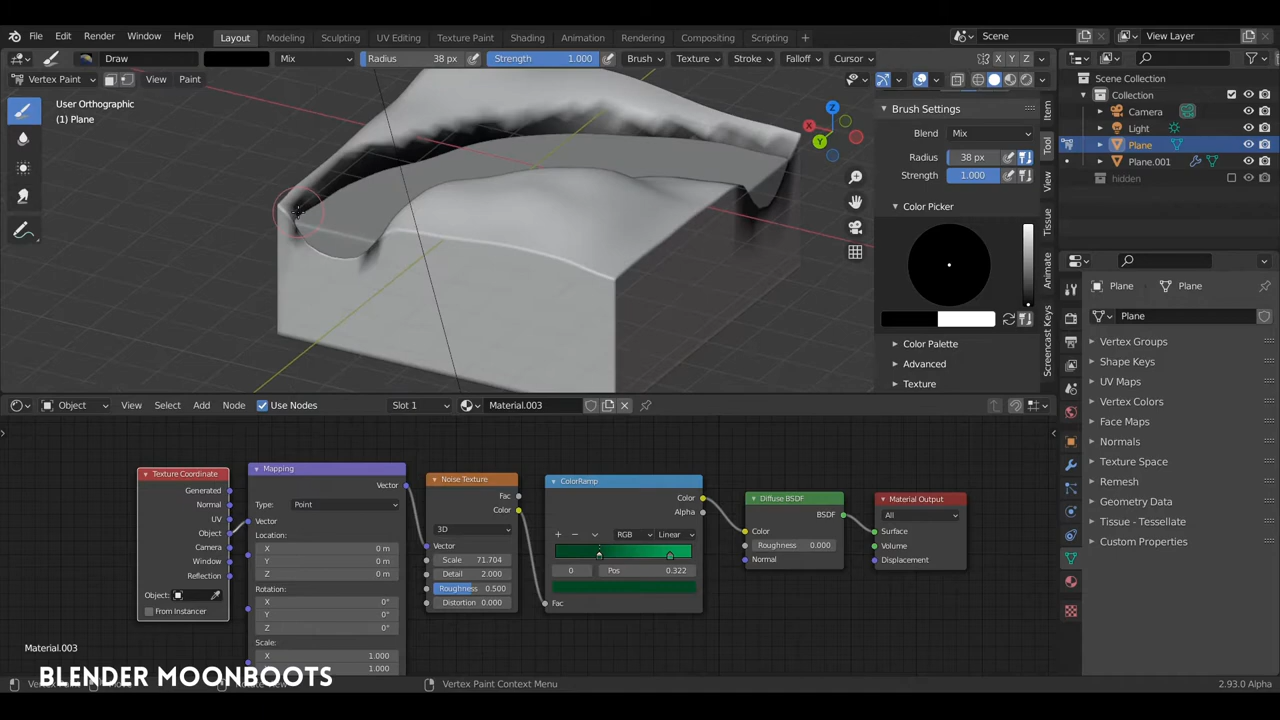 File Edit Render Window Help Layout Modeling Sculpting UV Editing Texture Paint Shading Animation Rendering Compositing Scripting + Scene View Layer
Draw Mix Radius 38 px Strength 1.000 Brush Texture Stroke Falloff Cursor X Y Z
Vertex Paint View Paint
User Orthographic
(1) Plane
Z
X
Y
Brush Settings
Blend Mix
Radius 38 px
Strength 1.000
Color Picker
Color Palette
Advanced
Texture
Item
Tool
View
Tissue
Animate
Screencast Keys
Scene Collection
Collection
Camera
Light
Plane
Plane.001
hidden
Plane Plane
Plane
Vertex Groups
Shape Keys
UV Maps
Vertex Colors
Face Maps
Normals
Texture Space
Remesh
Geometry Data
Tissue - Tessellate
Custom Properties
Object View Select Add Node Use Nodes Slot 1 Material.003
Texture Coordinate
Generated
Normal
UV
Object
Camera
Window
Reflection
Object:
From Instancer
Mapping
Vector
Type: Point
Vector
Location:
X 0 m
Y 0 m
Z 0 m
Rotation:
X 0°
Y 0°
Z 0°
Scale:
X 1.000
1.000
Noise Texture
Fac
Color
3D
Vector
Scale 71.704
Detail 2.000
Roughness 0.500
Distortion 0.000
ColorRamp
Color
Alpha
+ − RGB Linear
0 Pos 0.322
Fac
Diffuse BSDF
BSDF
Color
Roughness 0.000
Normal
Material Output
All
Surface
Volume
Displacement
Material.003
BLENDER MOONBOOTS
Vertex Paint Context Menu
2.93.0 Alpha